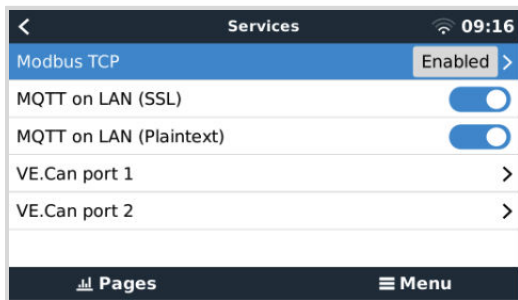 Services 09:16
Modbus TCP Enabled
MQTT on LAN (SSL)
MQTT on LAN (Plaintext)
VE.Can port 1
VE.Can port 2
Pages Menu